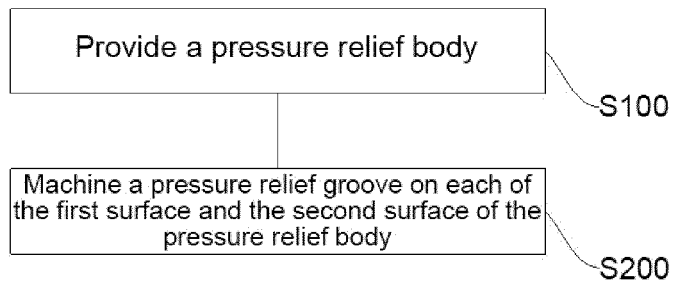 Provide a pressure relief body
S100
Machine a pressure relief groove on each of
the first surface and the second surface of the
pressure relief body
S200